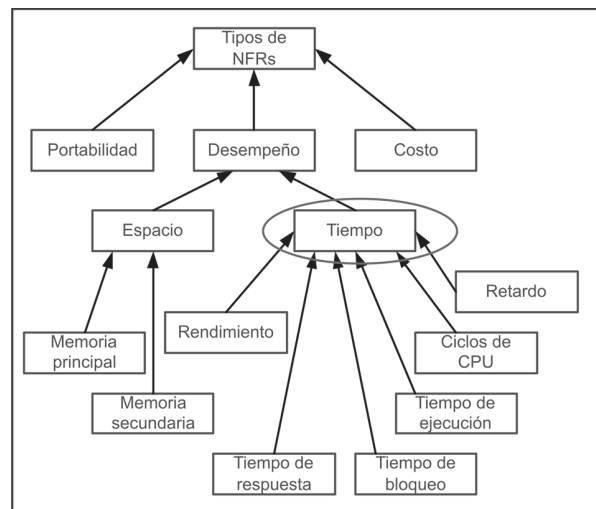 Tipos de
NFRs
Portabilidad
Desempeño
Costo
Espacio
Tiempo
Retardo
Rendimiento
Memoria
principal
Ciclos de
CPU
Memoria
secundaria
Tiempo de
ejecución
Tiempo de
respuesta
Tiempo de
bloqueo